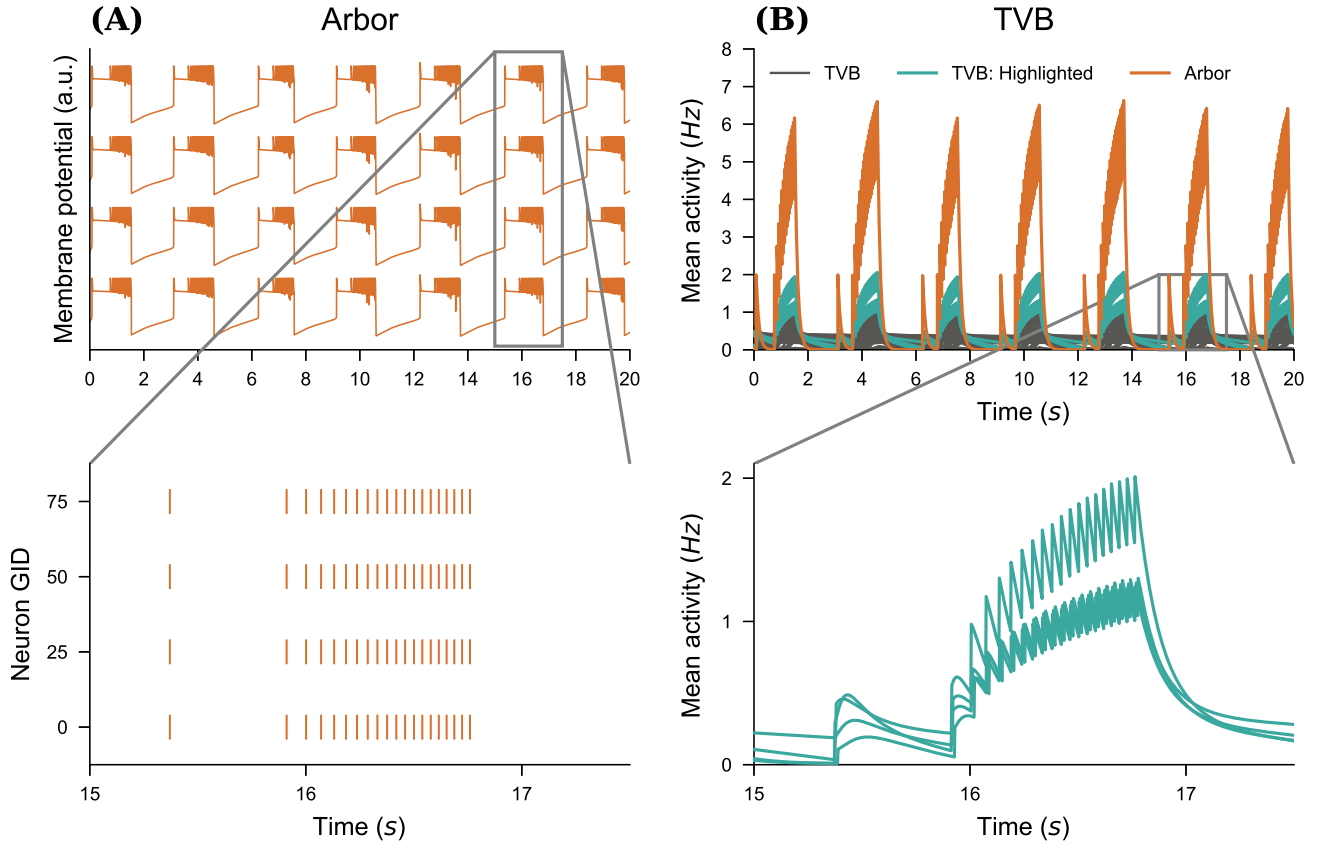 (A) Arbor
Membrane potential (a.u.)
0 2 4 6 8 10 12 14 16 18 20
Neuron GID
75
50
25
0
15 16 17
Time (s)
(B) TVB
Mean activity (Hz)
8
7
6
5
4
3
2
1
0
TVB TVB: Highlighted Arbor
0 2 4 6 8 10 12 14 16 18 20
Time (s)
Mean activity (Hz)
2
1
0
15 16 17
Time (s)